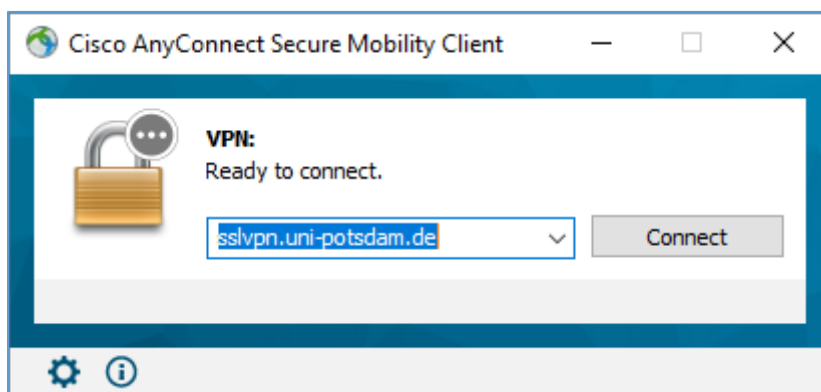 Cisco AnyConnect Secure Mobility Client
VPN:
Ready to connect.
sslvpn.uni-potsdam.de
Connect